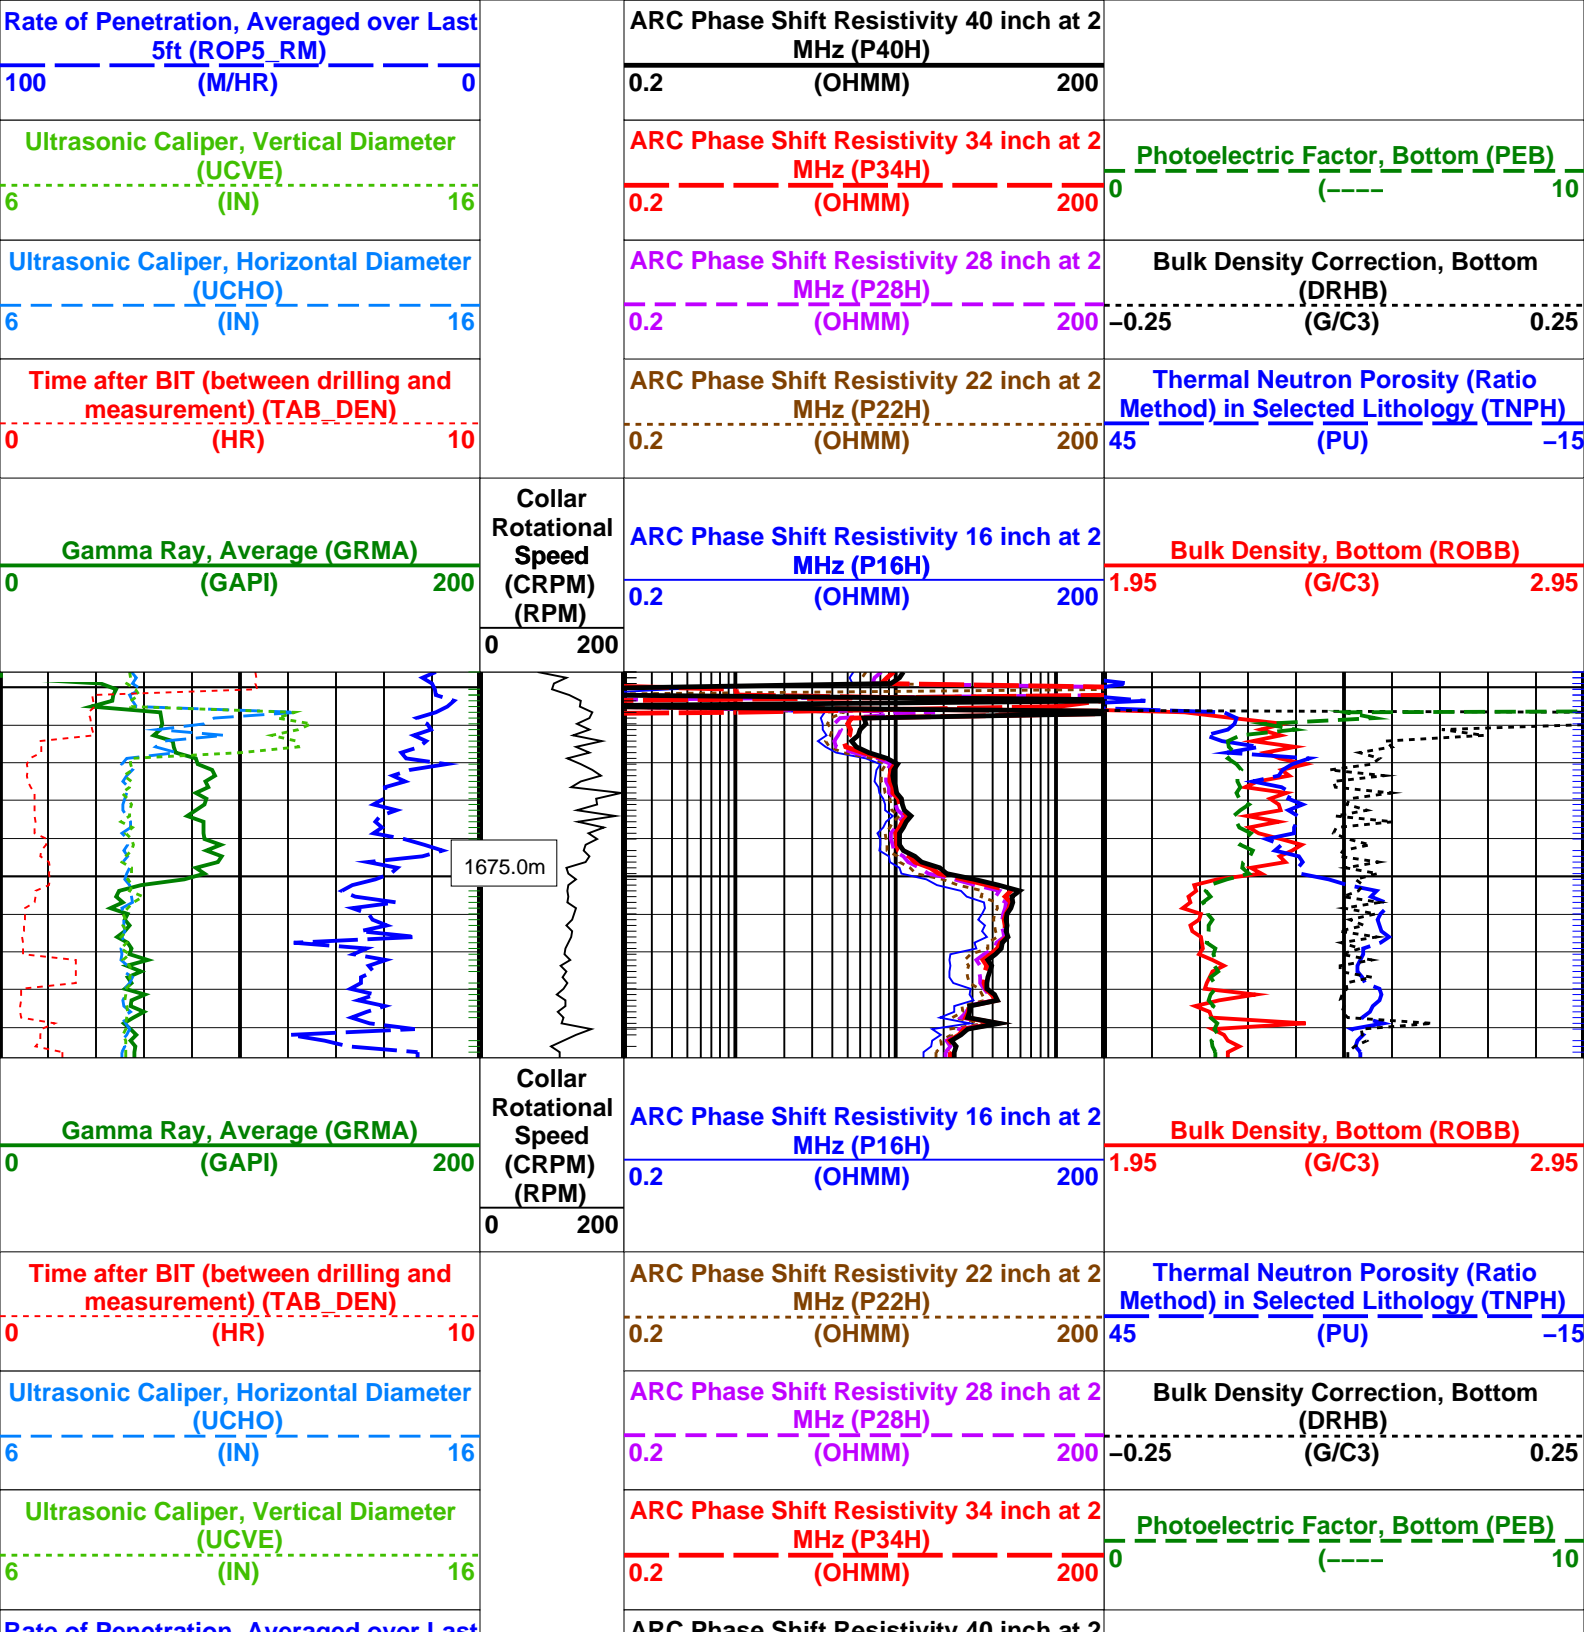 Rate of Penetration, Averaged over Last
5ft (ROP5_RM)
100 (M/HR) 0
ARC Phase Shift Resistivity 40 inch at 2
MHz (P40H)
0.2 (OHMM) 200
Ultrasonic Caliper, Vertical Diameter
(UCVE)
6 (IN) 16
ARC Phase Shift Resistivity 34 inch at 2
MHz (P34H)
0.2 (OHMM) 200
Photoelectric Factor, Bottom (PEB)
0 (−−−− 10
Ultrasonic Caliper, Horizontal Diameter
(UCHO)
6 (IN) 16
ARC Phase Shift Resistivity 28 inch at 2
MHz (P28H)
0.2 (OHMM) 200
Bulk Density Correction, Bottom
(DRHB)
−0.25 (G/C3) 0.25
Time after BIT (between drilling and
measurement) (TAB_DEN)
0 (HR) 10
ARC Phase Shift Resistivity 22 inch at 2
MHz (P22H)
0.2 (OHMM) 200
Thermal Neutron Porosity (Ratio
Method) in Selected Lithology (TNPH)
45 (PU) −15
Gamma Ray, Average (GRMA)
0 (GAPI) 200
Collar
Rotational
Speed
(CRPM)
(RPM)
0 200
ARC Phase Shift Resistivity 16 inch at 2
MHz (P16H)
0.2 (OHMM) 200
Bulk Density, Bottom (ROBB)
1.95 (G/C3) 2.95
1675.0m
Gamma Ray, Average (GRMA)
0 (GAPI) 200
Collar
Rotational
Speed
(CRPM)
(RPM)
0 200
ARC Phase Shift Resistivity 16 inch at 2
MHz (P16H)
0.2 (OHMM) 200
Bulk Density, Bottom (ROBB)
1.95 (G/C3) 2.95
Time after BIT (between drilling and
measurement) (TAB_DEN)
0 (HR) 10
ARC Phase Shift Resistivity 22 inch at 2
MHz (P22H)
0.2 (OHMM) 200
Thermal Neutron Porosity (Ratio
Method) in Selected Lithology (TNPH)
45 (PU) −15
Ultrasonic Caliper, Horizontal Diameter
(UCHO)
6 (IN) 16
ARC Phase Shift Resistivity 28 inch at 2
MHz (P28H)
0.2 (OHMM) 200
Bulk Density Correction, Bottom
(DRHB)
−0.25 (G/C3) 0.25
Ultrasonic Caliper, Vertical Diameter
(UCVE)
6 (IN) 16
ARC Phase Shift Resistivity 34 inch at 2
MHz (P34H)
0.2 (OHMM) 200
Photoelectric Factor, Bottom (PEB)
0 (−−−− 10
Rate of Penetration, Averaged over Last
ARC Phase Shift Resistivity 40 inch at 2